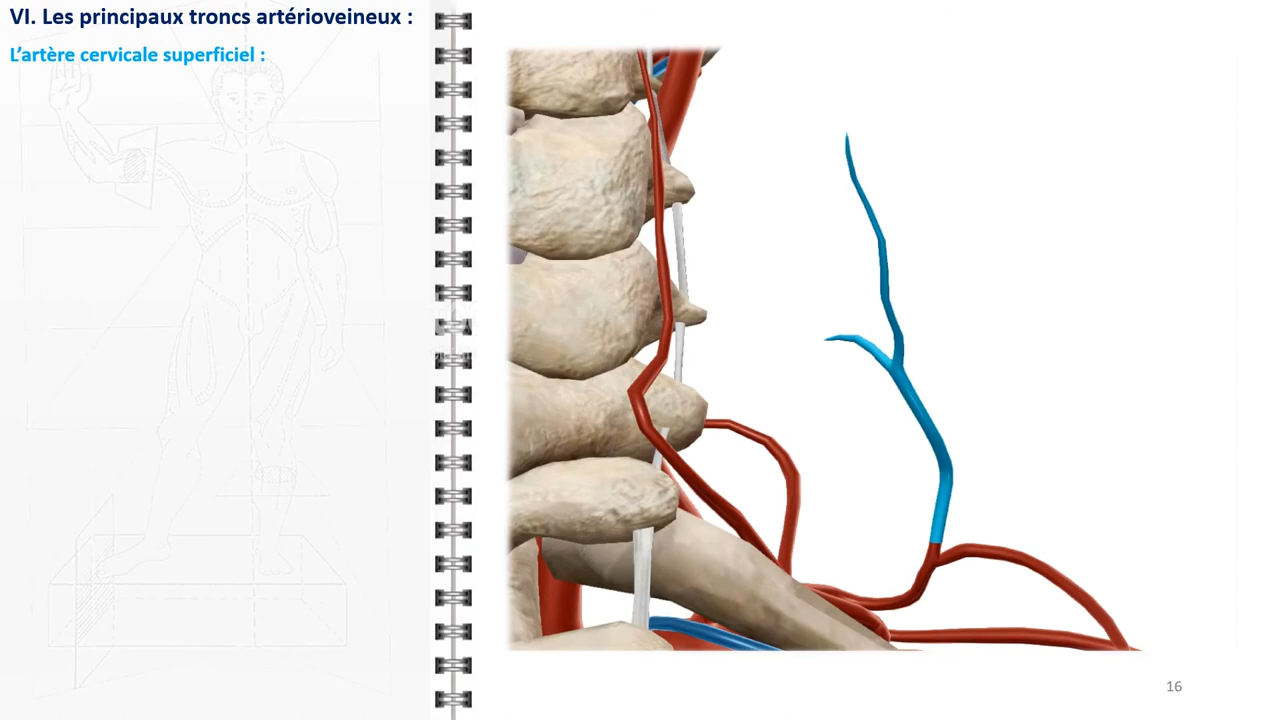 VI. Les principaux troncs artérioveineux :
L'artère cervicale superficiel :
16